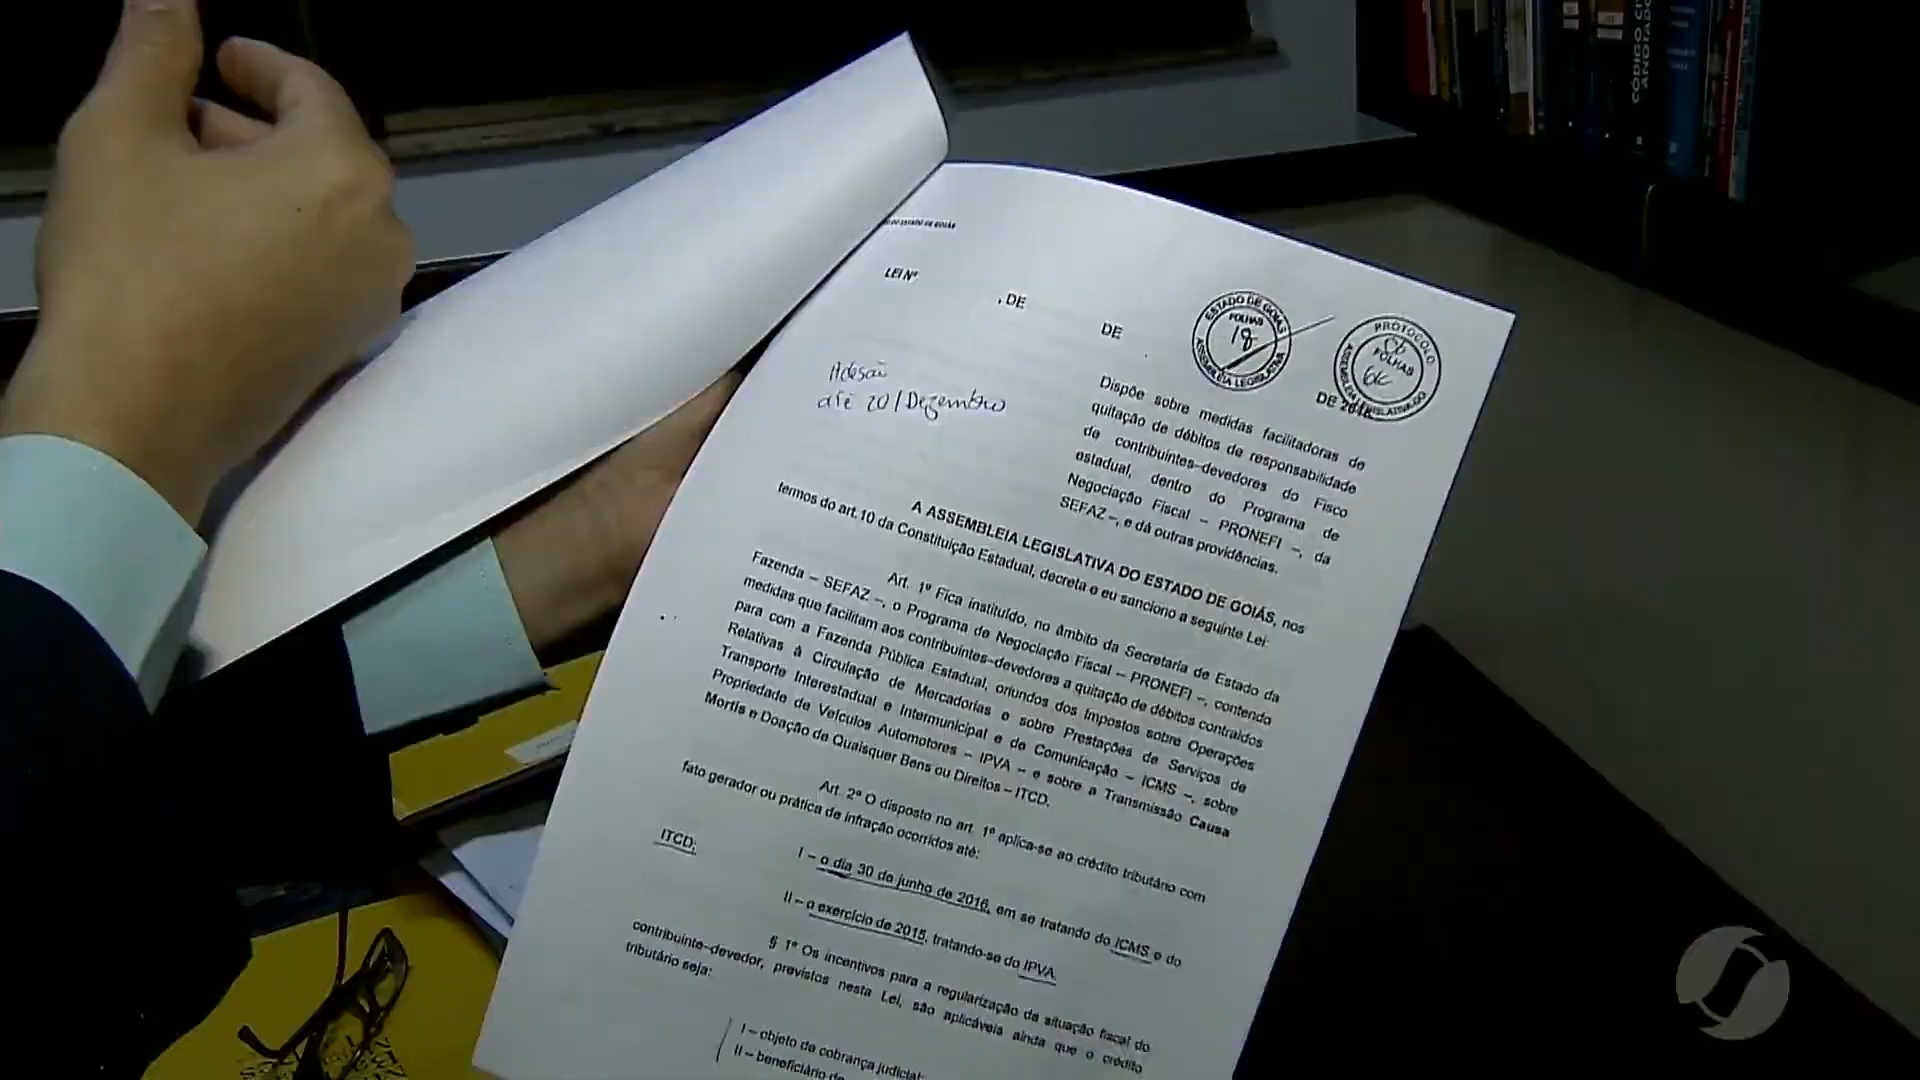 DO ESTADO DE GOIÁS
LEI Nº
, DE
DE
DE 2016.
ESTADO DE GOIÁS
FOLHAS
18
ASSEMBLEIA LEGISLATIVA
PROTOCOLO
FOLHAS
ASSEMBLEIA LEGISLATIVA-GO
Adesão
até 20/Dezembro
Dispõe sobre medidas facilitadoras de
quitação de débitos de responsabilidade
de contribuintes-devedores do Fisco
estadual, dentro do Programa de
Negociação Fiscal – PRONEFI –, da
SEFAZ –, e dá outras providências.
A ASSEMBLEIA LEGISLATIVA DO ESTADO DE GOIÁS, nos
termos do art. 10 da Constituição Estadual, decreta e eu sanciono a seguinte Lei:
Art. 1º Fica instituído, no âmbito da Secretaria de Estado da
Fazenda – SEFAZ –, o Programa de Negociação Fiscal – PRONEFI –, contendo
medidas que facilitam aos contribuintes-devedores a quitação de débitos contraídos
para com a Fazenda Pública Estadual, oriundos dos Impostos sobre Operações
Relativas à Circulação de Mercadorias e sobre Prestações de Serviços de
Transporte Interestadual e Intermunicipal e de Comunicação – ICMS –, sobre
Propriedade de Veículos Automotores – IPVA – e sobre a Transmissão Causa
Mortis e Doação de Quaisquer Bens ou Direitos – ITCD.
Art. 2º O disposto no art. 1º aplica-se ao crédito tributário com
fato gerador ou prática de infração ocorridos até:
I – o dia 30 de junho de 2016, em se tratando do ICMS e do
ITCD;
II – o exercício de 2015, tratando-se do IPVA.
§ 1º Os incentivos para a regularização da situação fiscal do
contribuinte-devedor, previstos nesta Lei, são aplicáveis ainda que o crédito
tributário seja:
I – objeto de cobrança judicial;
II – beneficiário de
CÓDIGO CI
ANOTADO